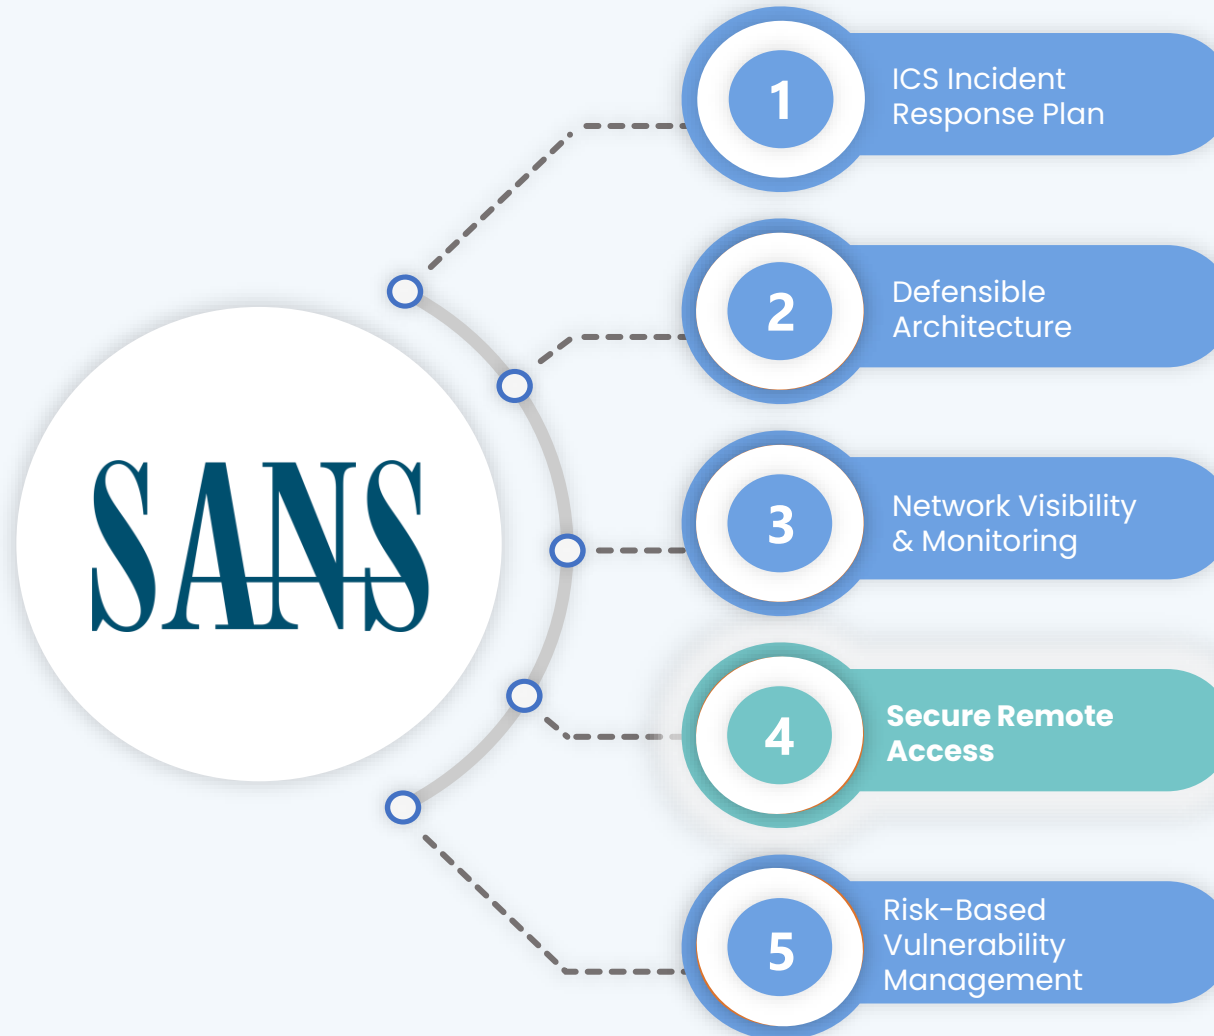 SANS
1
ICS Incident
Response Plan
2
Defensible
Architecture
3
Network Visibility
& Monitoring
4
Secure Remote
Access
5
Risk-Based
Vulnerability
Management